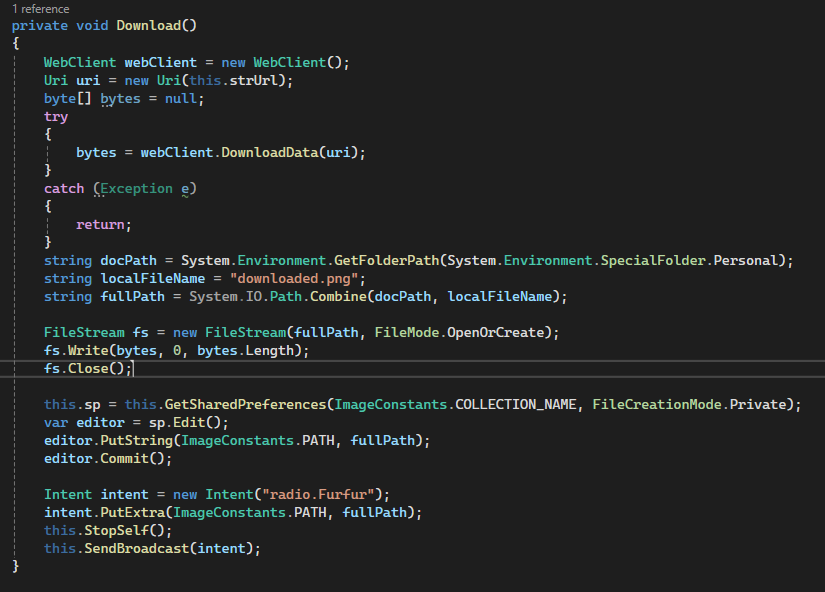 1 reference
private void Download()
{
WebClient webClient = new WebClient();
Uri uri = new Uri(this.strUrl);
byte[] bytes = null;
try
{
bytes = webClient.DownloadData(uri);
}
catch (Exception e)
{
return;
}
string docPath = System.Environment.GetFolderPath(System.Environment.SpecialFolder.Personal);
string localFileName = "downloaded.png";
string fullPath = System.IO.Path.Combine(docPath, localFileName);
FileStream fs = new FileStream(fullPath, FileMode.OpenOrCreate);
fs.Write(bytes, 0, bytes.Length);
fs.Close();
this.sp = this.GetSharedPreferences(ImageConstants.COLLECTION_NAME, FileCreationMode.Private);
var editor = sp.Edit();
editor.PutString(ImageConstants.PATH, fullPath);
editor.Commit();
Intent intent = new Intent("radio.Furfur");
intent.PutExtra(ImageConstants.PATH, fullPath);
this.StopSelf();
this.SendBroadcast(intent);
}